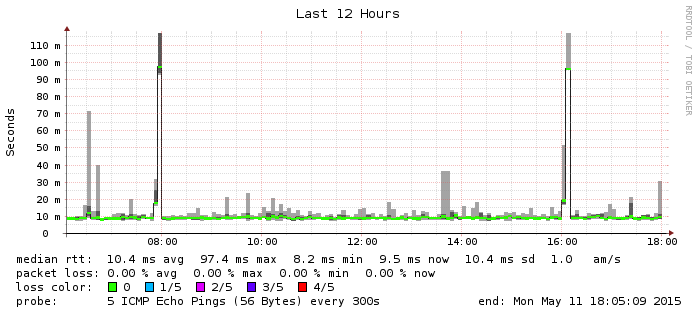 Last 12 Hours
RRDTOOL / TOBI OETIKER
Seconds
110 m
100 m
90 m
80 m
70 m
60 m
50 m
40 m
30 m
20 m
10 m
0
08:00 10:00 12:00 14:00 16:00 18:00
median rtt: 10.4 ms avg 97.4 ms max 8.2 ms min 9.5 ms now 10.4 ms sd 1.0 am/s
packet loss: 0.00 % avg 0.00 % max 0.00 % min 0.00 % now
loss color: 0 1/5 2/5 3/5 4/5
probe: 5 ICMP Echo Pings (56 Bytes) every 300s end: Mon May 11 18:05:09 2015